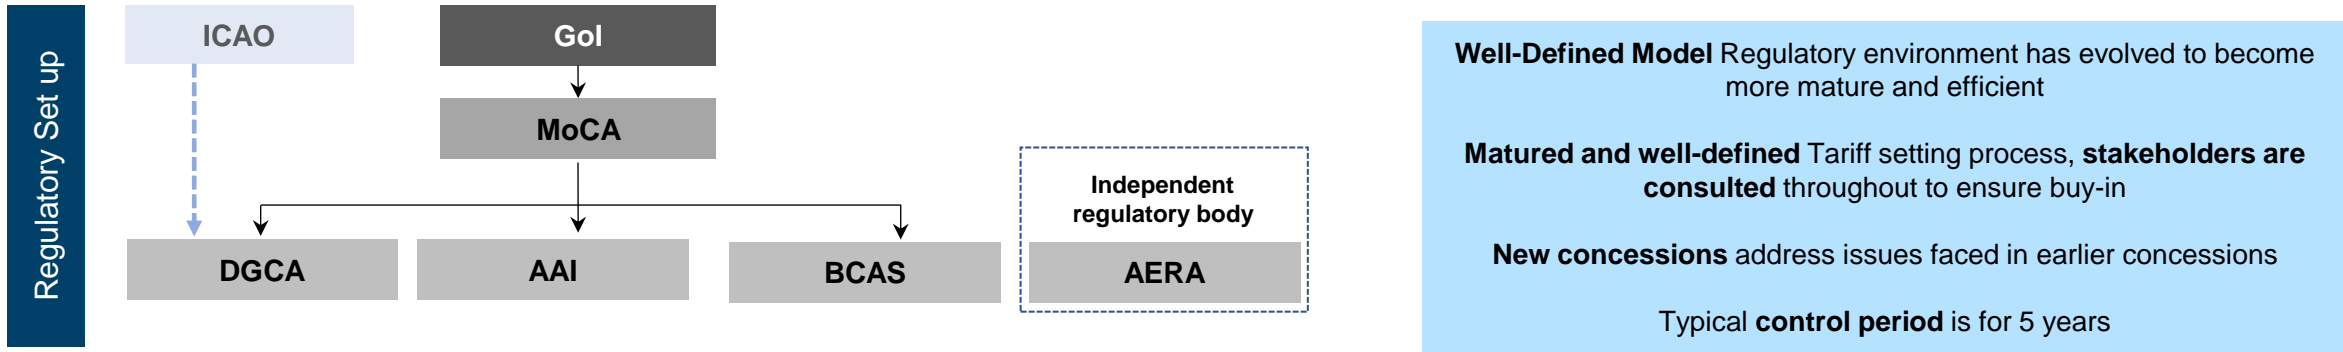 Regulatory Set up
ICAO
GoI
MoCA
DGCA
AAI
BCAS
Independent
regulatory body
AERA
Well-Defined Model Regulatory environment has evolved to become
more mature and efficient
Matured and well-defined Tariff setting process, stakeholders are
consulted throughout to ensure buy-in
New concessions address issues faced in earlier concessions
Typical control period is for 5 years